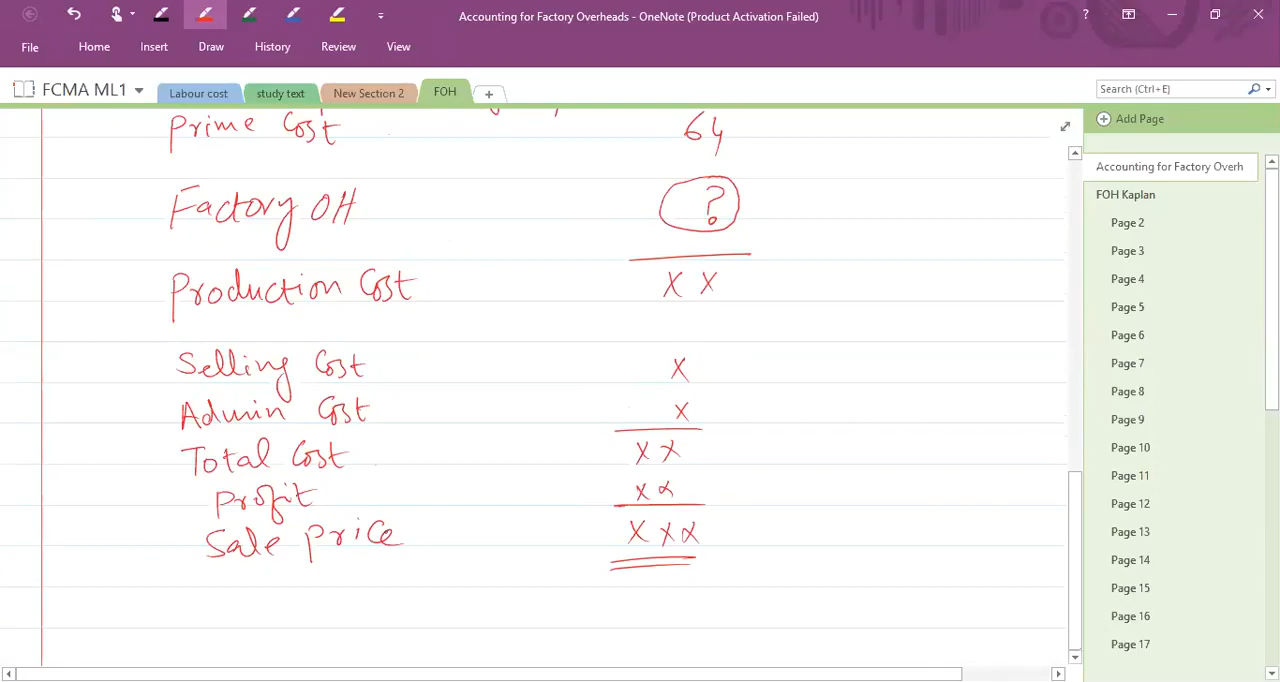 Accounting for Factory Overheads - OneNote (Product Activation Failed)
?
File Home Insert Draw History Review View
FCMA ML1
Labour cost study text New Section 2 FOH +
Search (Ctrl+E)
Add Page
Accounting for Factory Overh
FOH Kaplan
Page 2
Page 3
Page 4
Page 5
Page 6
Page 7
Page 8
Page 9
Page 10
Page 11
Page 12
Page 13
Page 14
Page 15
Page 16
Page 17
Prime Cost 64
Factory OH ?
Production Cost X X
Selling Cost X
Admin Cost X
Total Cost X X
Profit X X
Sale price X X X